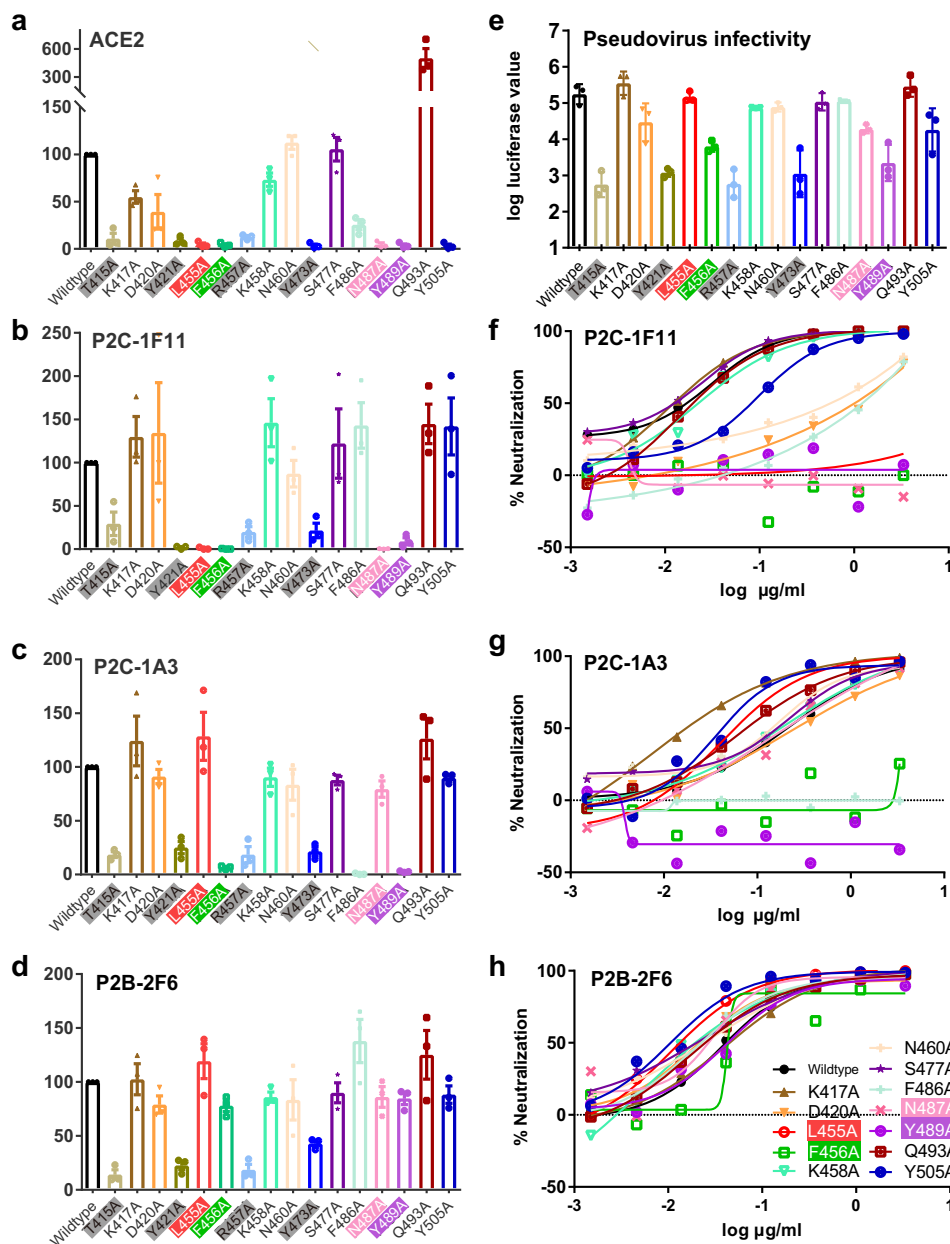 a
ACE2
600
300
150
100
50
0
Wildtype
T415A
K417A
D420A
Y421A
L455A
F456A
R457A
K458A
N460A
Y473A
S477A
F486A
N487A
Y489A
Q493A
Y505A
b
P2C-1F11
250
200
150
100
50
0
Wildtype
T415A
K417A
D420A
Y421A
L455A
F456A
R457A
K458A
N460A
Y473A
S477A
F486A
N487A
Y489A
Q493A
Y505A
c
P2C-1A3
200
150
100
50
0
Wildtype
T415A
K417A
D420A
Y421A
L455A
F456A
R457A
K458A
N460A
Y473A
S477A
F486A
N487A
Y489A
Q493A
Y505A
d
P2B-2F6
200
150
100
50
0
Wildtype
T415A
K417A
D420A
Y421A
L455A
F456A
R457A
K458A
N460A
Y473A
S477A
F486A
N487A
Y489A
Q493A
Y505A
e
Pseudovirus infectivity
log luciferase value
6
5
4
3
2
1
Wildtype
T415A
K417A
D420A
Y421A
L455A
F456A
R457A
K458A
N460A
Y473A
S477A
F486A
N487A
Y489A
Q493A
Y505A
f
P2C-1F11
% Neutralization
100
50
0
-50
-3 -2 -1 0 1
log μg/ml
g
P2C-1A3
% Neutralization
100
50
0
-50
-3 -2 -1 0 1
log μg/ml
h
P2B-2F6
% Neutralization
100
50
0
-50
-3 -2 -1 0 1
log μg/ml
Wildtype
K417A
D420A
L455A
F456A
K458A
N460A
S477A
F486A
N487A
Y489A
Q493A
Y505A